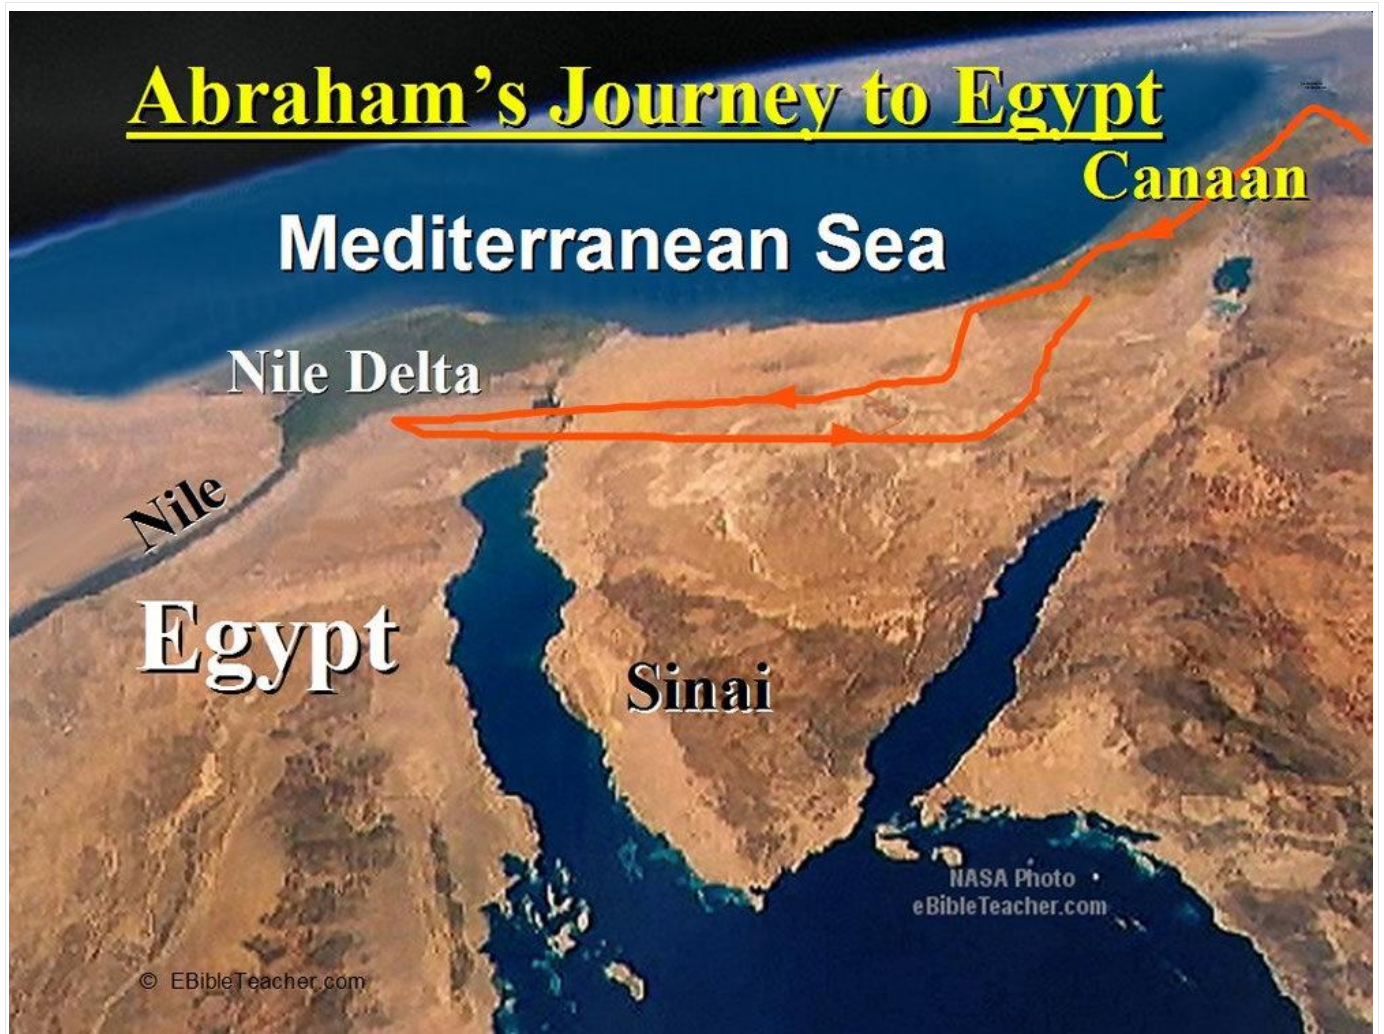 Abraham's Journey to Egypt
Canaan
Mediterranean Sea
Nile Delta
Nile
Egypt
Sinai
NASA Photo
eBibleTeacher.com
© EBibleTeacher.com